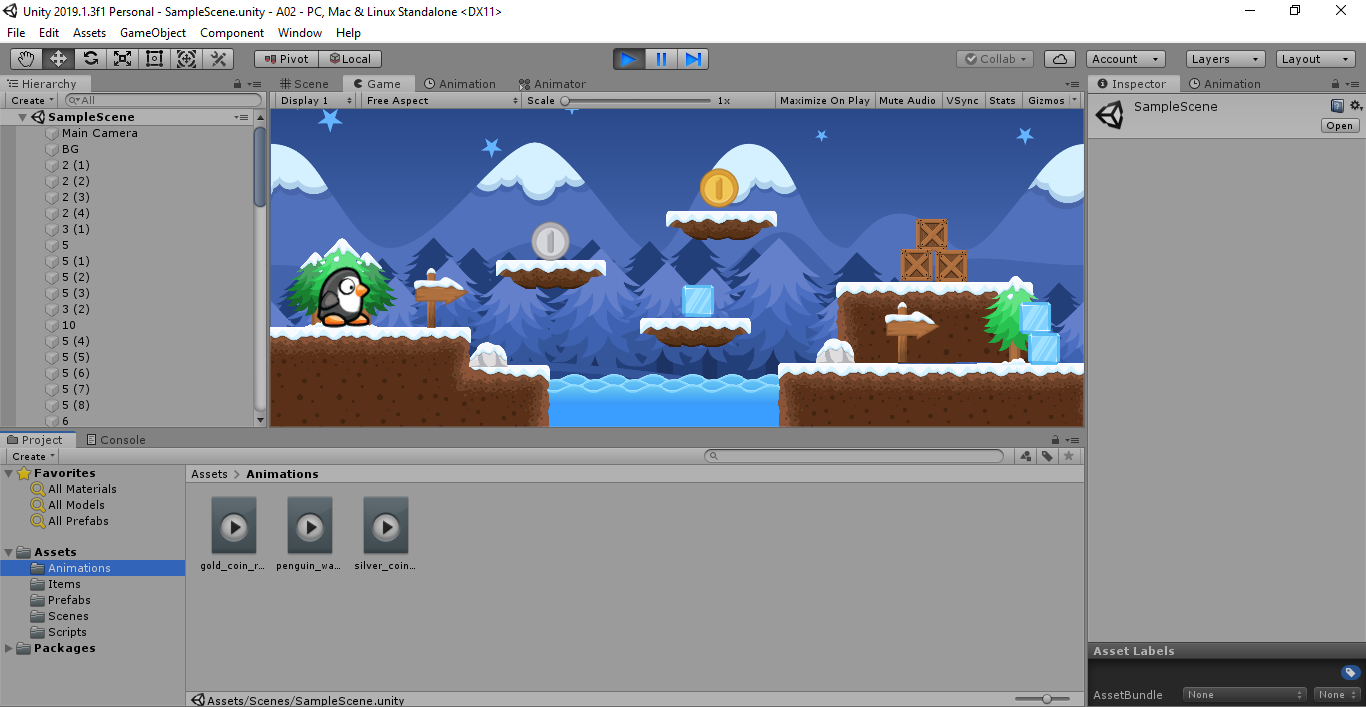 Unity 2019.1.3f1 Personal - SampleScene.unity - A02 - PC, Mac & Linux Standalone <DX11>
File Edit Assets GameObject Component Window Help
Pivot Local Collab Account Layers Layout
Hierarchy
Create All
SampleScene
Main Camera
BG
2 (1)
2 (2)
2 (3)
2 (4)
3 (1)
5
5 (1)
5 (2)
5 (3)
3 (2)
10
5 (4)
5 (5)
5 (6)
5 (7)
5 (8)
6
Scene Game Animation Animator
Display 1 Free Aspect Scale 1x Maximize On Play Mute Audio VSync Stats Gizmos
Inspector Animation
SampleScene
Open
Project Console
Create
Favorites
All Materials
All Models
All Prefabs
Assets
Animations
Items
Prefabs
Scenes
Scripts
Packages
Assets > Animations
gold_coin_r... penguin_wa... silver_coin...
Assets/Scenes/SampleScene.unity
Asset Labels
AssetBundle None None